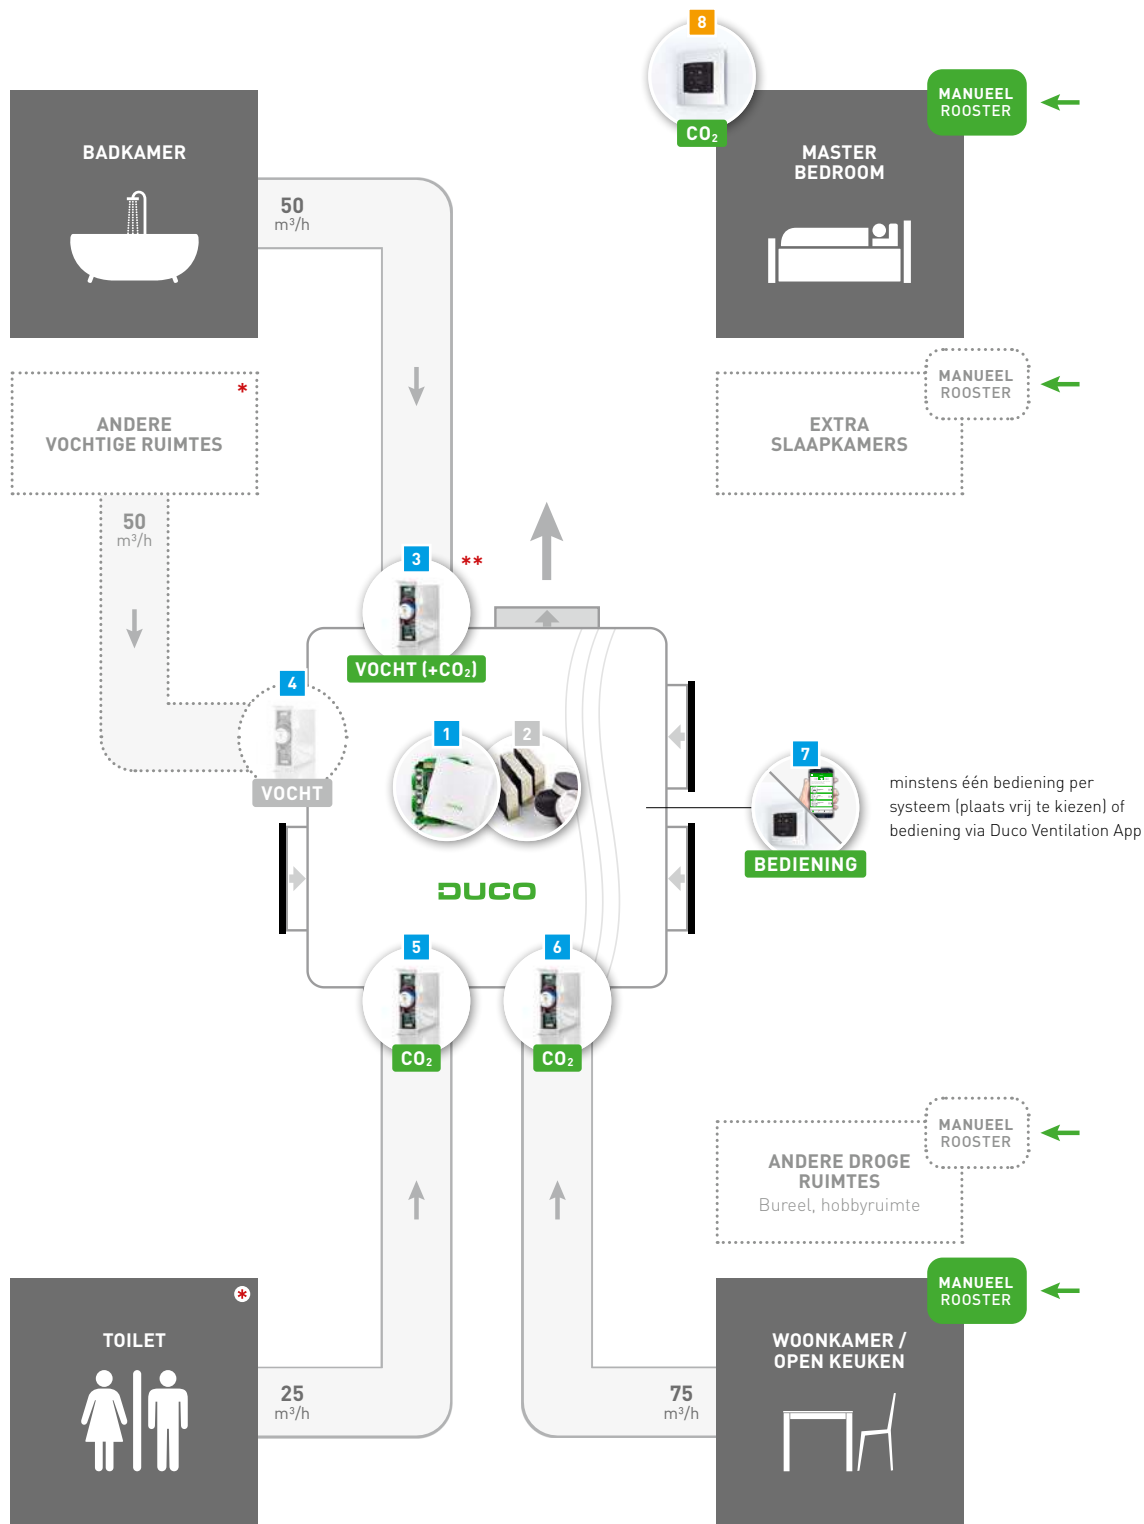 8
CO₂
MANUEEL
ROOSTER
BADKAMER
MASTER
BEDROOM
50
m³/h
*
ANDERE
VOCHTIGE RUIMTES
MANUEEL
ROOSTER
EXTRA
SLAAPKAMERS
50
m³/h
3
**
VOCHT (+CO₂)
4
VOCHT
1
2
7
BEDIENING
minstens één bediening per
systeem (plaats vrij te kiezen) of
bediening via Duco Ventilation App
DUCO
5
CO₂
6
CO₂
MANUEEL
ROOSTER
ANDERE DROGE
RUIMTES
Bureel, hobbyruimte
*
TOILET
25
m³/h
75
m³/h
MANUEEL
ROOSTER
WOONKAMER /
OPEN KEUKEN